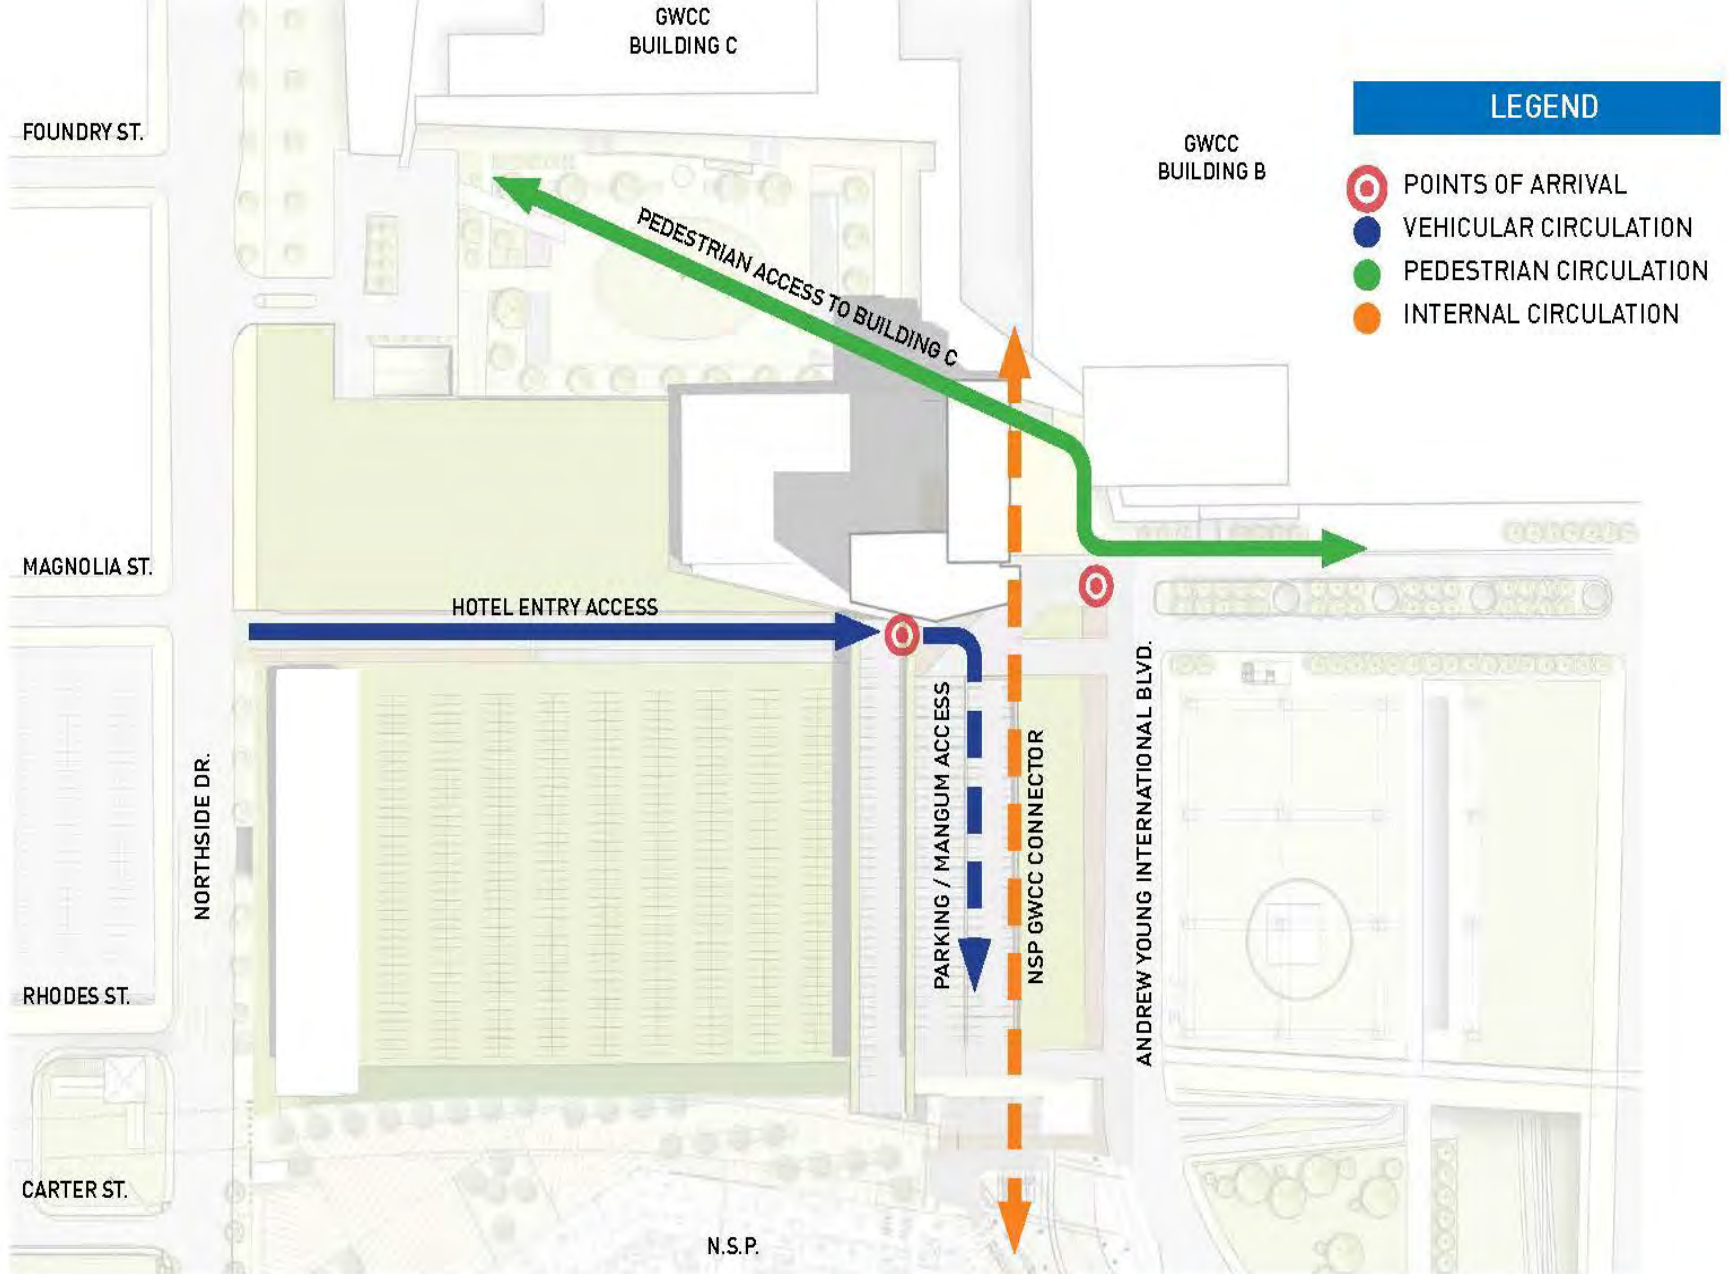 GWCC
BUILDING C
FOUNDRY ST.
GWCC
BUILDING B
LEGEND
POINTS OF ARRIVAL
VEHICULAR CIRCULATION
PEDESTRIAN CIRCULATION
INTERNAL CIRCULATION
PEDESTRIAN ACCESS TO BUILDING C
MAGNOLIA ST.
HOTEL ENTRY ACCESS
NORTHSIDE DR.
PARKING / MANGUM ACCESS
NSP GWCC CONNECTOR
ANDREW YOUNG INTERNATIONAL BLVD.
RHODES ST.
CARTER ST.
N.S.P.